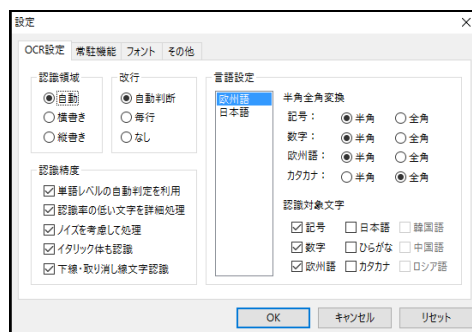 設定
OCR設定 常駐機能 フォント その他
認識領域
自動
横書き
縦書き
改行
自動判断
毎行
なし
認識精度
単語レベルの自動判定を利用
認識率の低い文字を詳細処理
ノイズを考慮して処理
イタリック体も認識
下線・取り消し線文字認識
言語設定
欧州語
日本語
半角全角変換
記号： 半角 全角
数字： 半角 全角
欧州語： 半角 全角
カタカナ： 半角 全角
認識対象文字
記号 日本語 韓国語
数字 ひらがな 中国語
欧州語 カタカナ ロシア語
OK キャンセル リセット